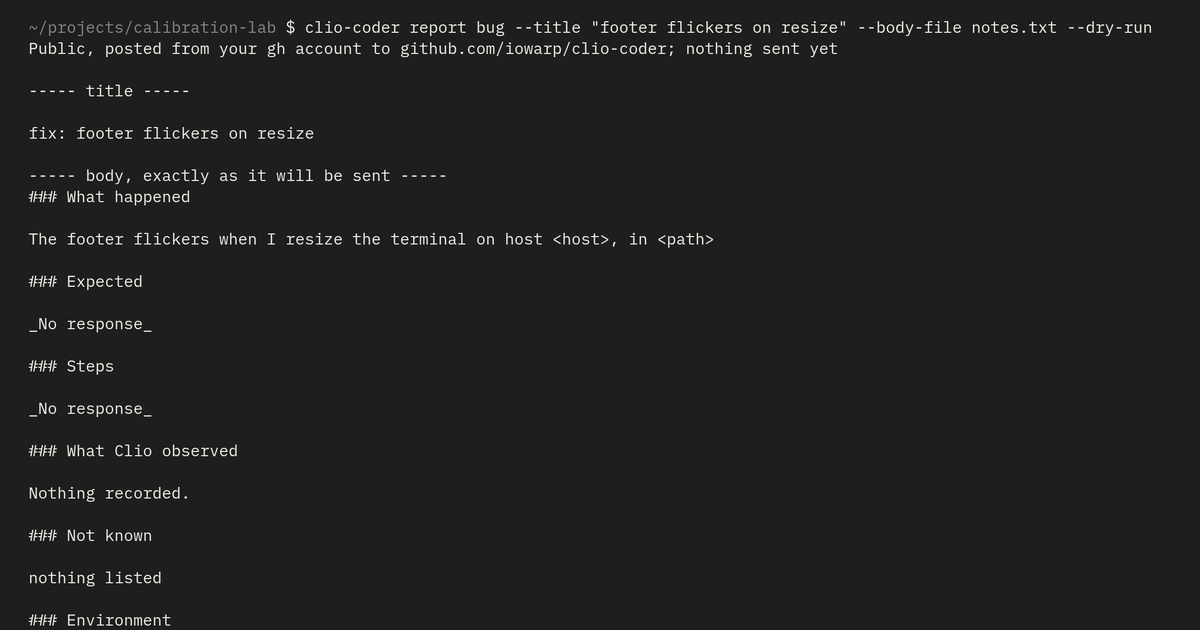 ~/projects/calibration-lab $ clio-coder report bug --title "footer flickers on resize" --body-file notes.txt --dry-run
Public, posted from your gh account to github.com/iowarp/clio-coder; nothing sent yet
----- title -----
fix: footer flickers on resize
----- body, exactly as it will be sent -----
### What happened
The footer flickers when I resize the terminal on host <host>, in <path>
### Expected
_No response_
### Steps
_No response_
### What Clio observed
Nothing recorded.
### Not known
nothing listed
### Environment